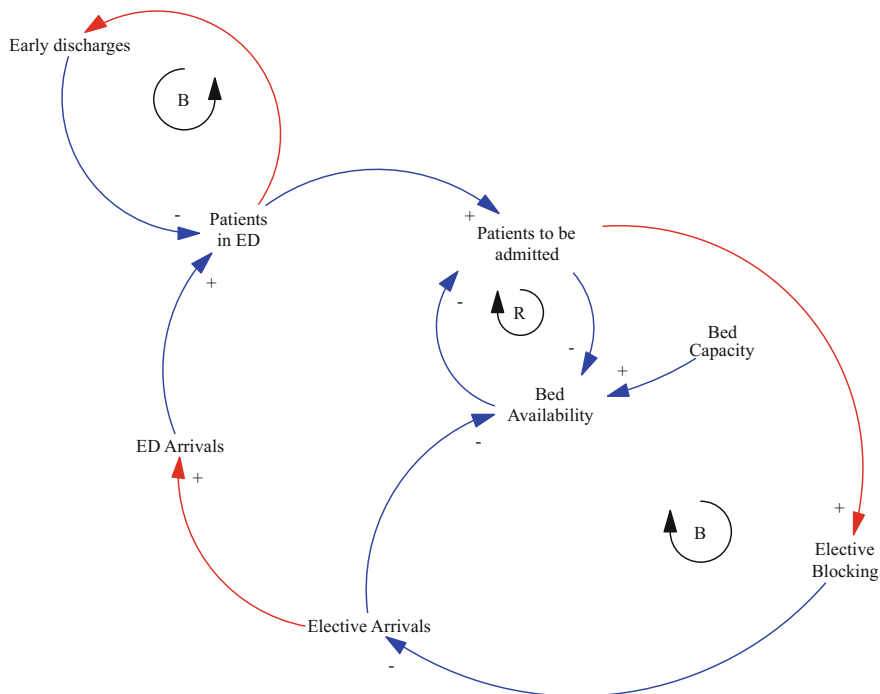 Early discharges
B
-
Patients
in ED
+
+
Patients to be
admitted
-
R
-
Bed
Capacity
+
Bed
Availability
-
ED Arrivals
+
+
B
Elective
Blocking
Elective Arrivals
-